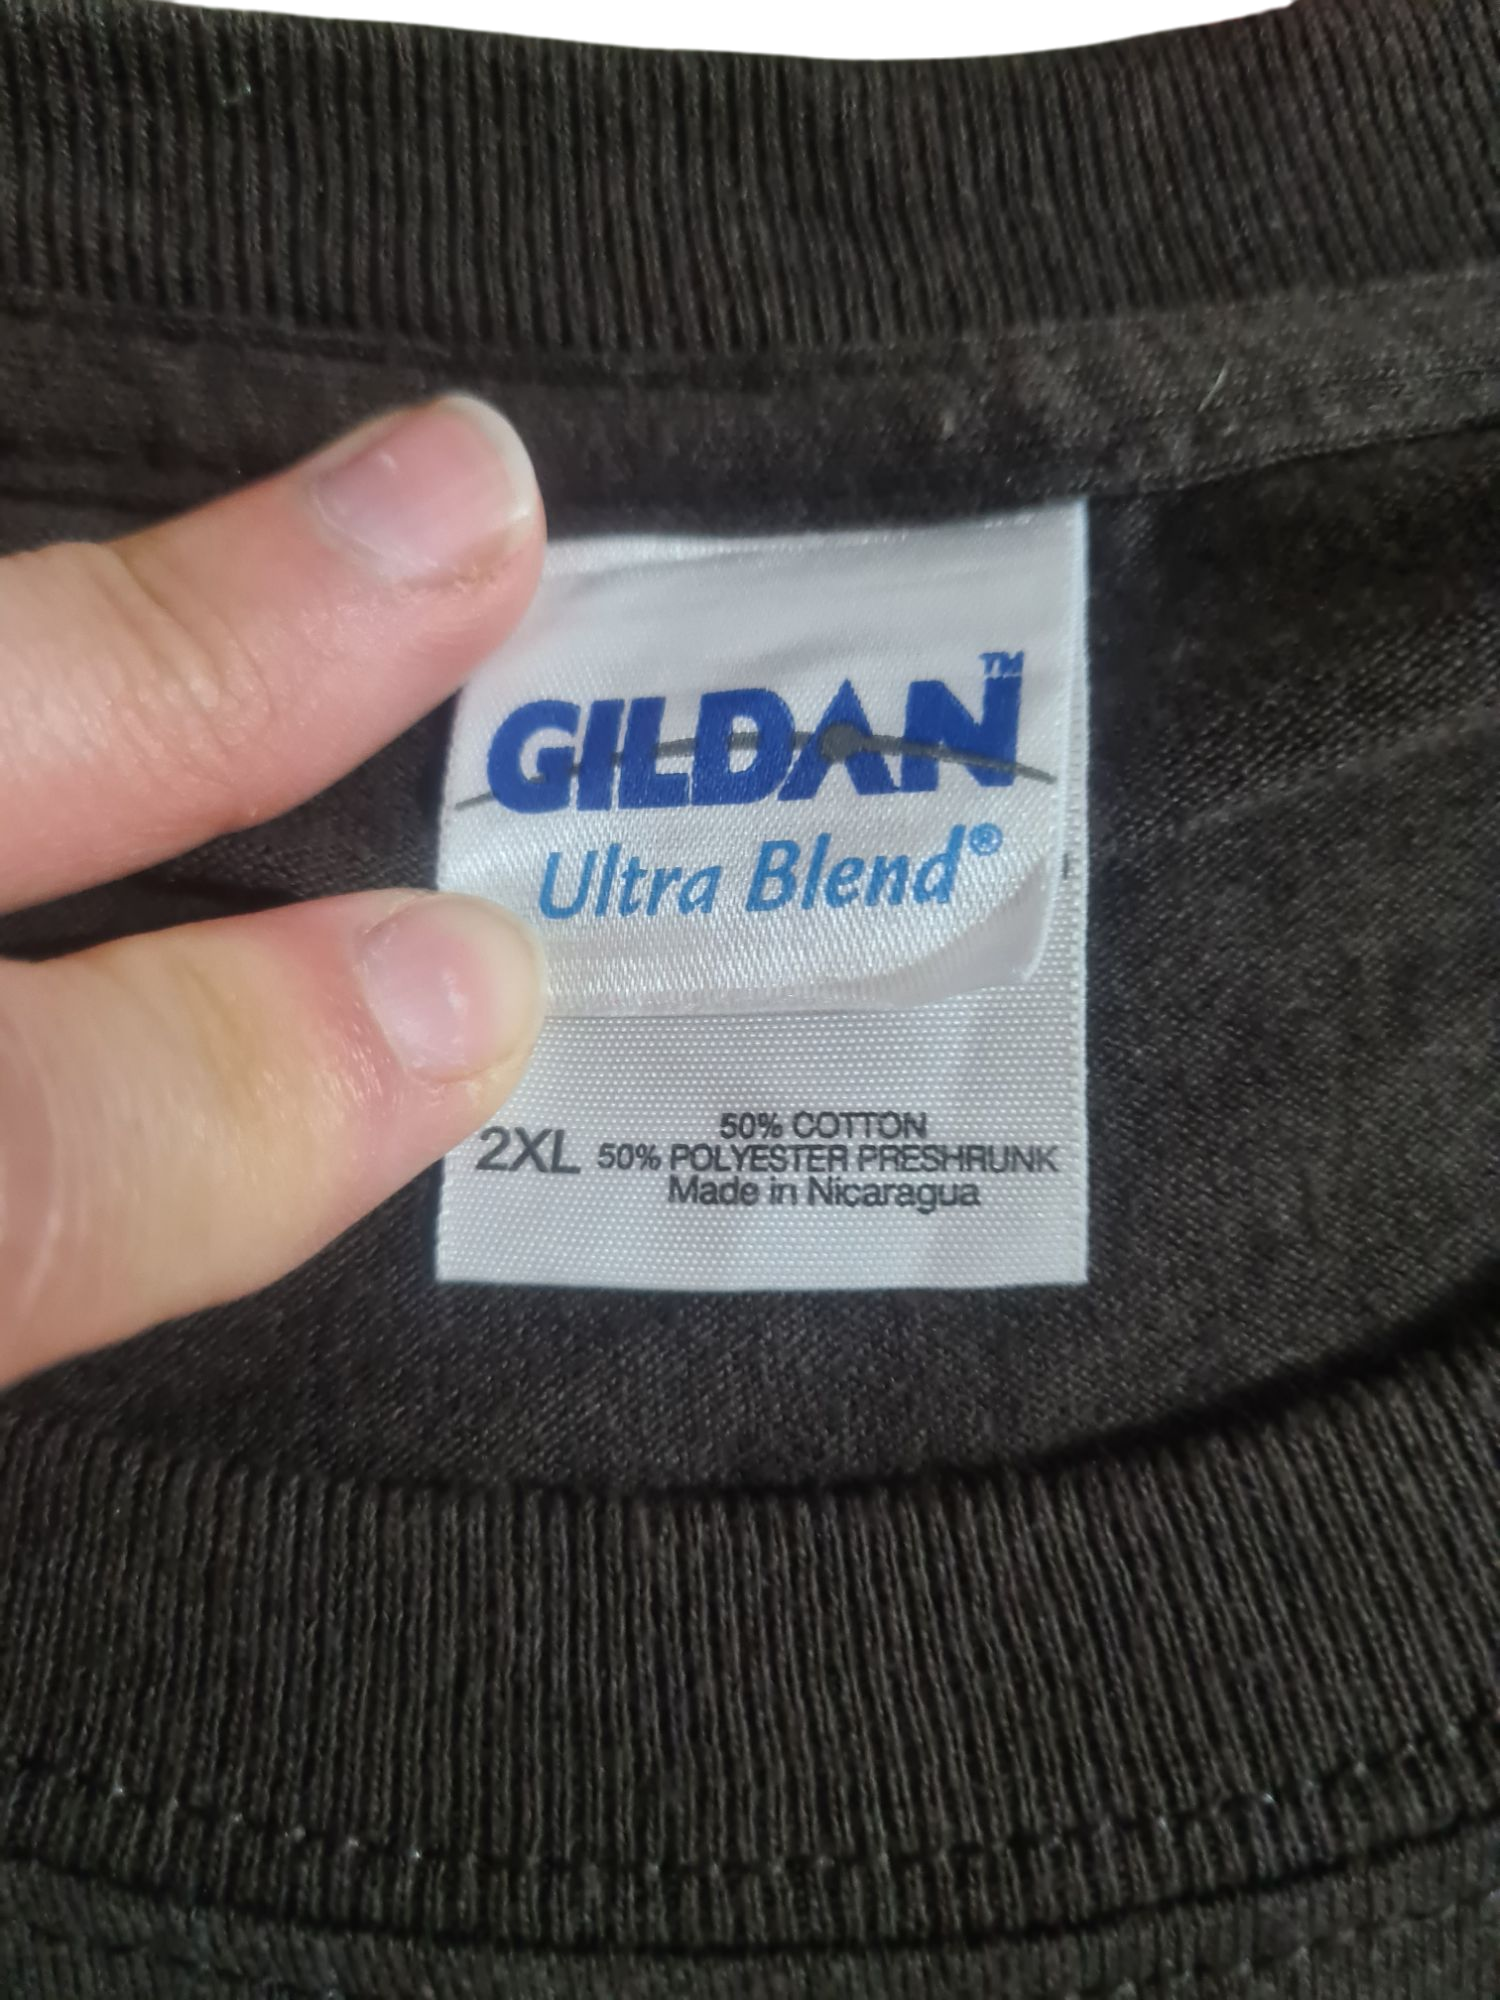 GILDAN™
Ultra Blend®
50% COTTON
2XL 50% POLYESTER PRESHRUNK
Made in Nicaragua